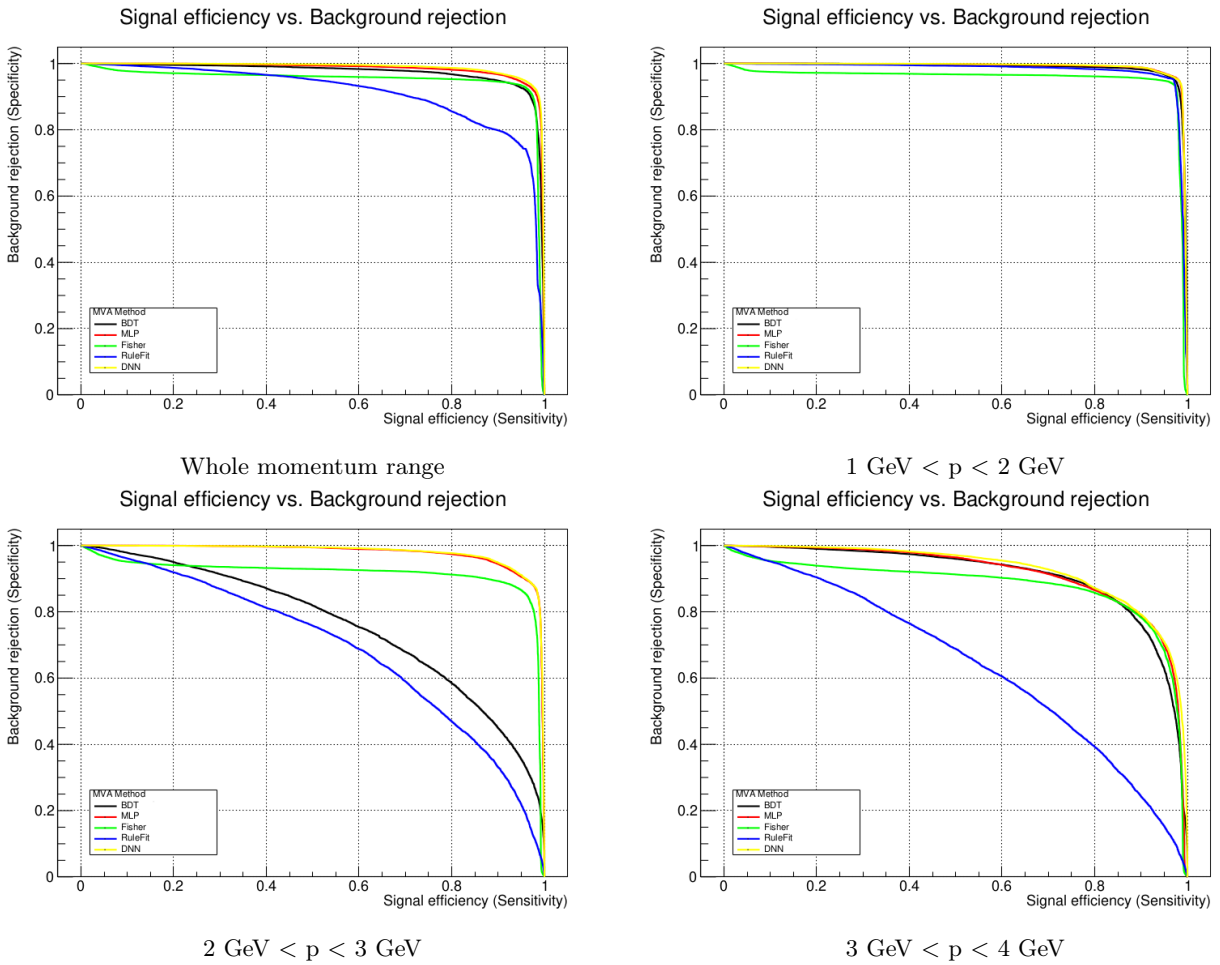 Signal efficiency vs. Background rejection
Background rejection (Specificity)
1
0.8
0.6
0.4
0.2
0
MVA Method
BDT
MLP
Fisher
RuleFit
DNN
0 0.2 0.4 0.6 0.8 1
Signal efficiency (Sensitivity)
Whole momentum range
Signal efficiency vs. Background rejection
Background rejection (Specificity)
1
0.8
0.6
0.4
0.2
0
MVA Method
BDT
MLP
Fisher
RuleFit
DNN
0 0.2 0.4 0.6 0.8 1
Signal efficiency (Sensitivity)
1 GeV < p < 2 GeV
Signal efficiency vs. Background rejection
Background rejection (Specificity)
1
0.8
0.6
0.4
0.2
0
MVA Method
BDT
MLP
Fisher
RuleFit
DNN
0 0.2 0.4 0.6 0.8 1
Signal efficiency (Sensitivity)
2 GeV < p < 3 GeV
Signal efficiency vs. Background rejection
Background rejection (Specificity)
1
0.8
0.6
0.4
0.2
0
MVA Method
BDT
MLP
Fisher
RuleFit
DNN
0 0.2 0.4 0.6 0.8 1
Signal efficiency (Sensitivity)
3 GeV < p < 4 GeV